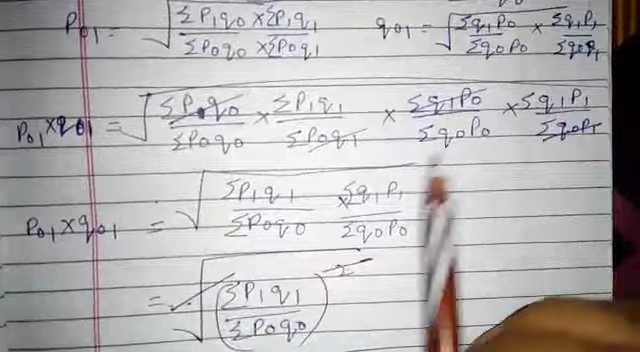 P₀₁ = √(ΣP₁q₀ × ΣP₁q₁ / ΣP₀q₀ × ΣP₀q₁) q₀₁ = √(Σq₁P₀ / Σq₀P₀ × Σq₁P₁ / Σq₀P₁)
P₀₁ × q₀₁ = √(ΣP₁q₀ / ΣP₀q₀ × ΣP₁q₁ / ΣP₀q₁ × Σq₁P₀ / Σq₀P₀ × Σq₁P₁ / Σq₀P₁)
P₀₁ × q₀₁ = √(ΣP₁q₁ / ΣP₀q₀ × Σq₁P₁ / Σq₀P₀)
= √(ΣP₁q₁ / ΣP₀q₀)²